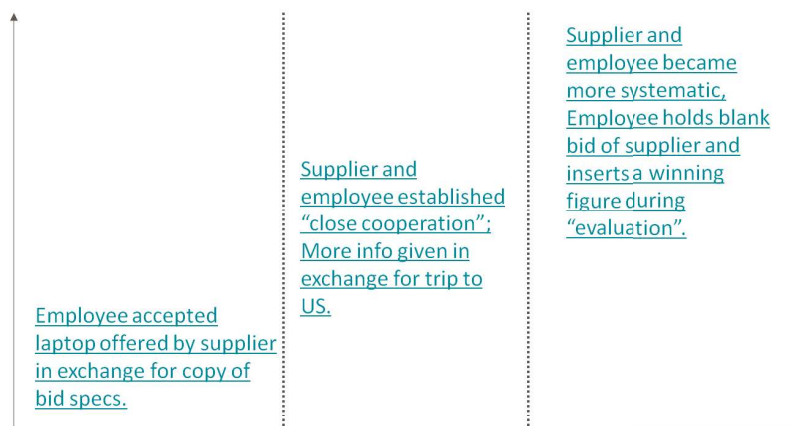 Employee accepted
laptop offered by supplier
in exchange for copy of
bid specs.
Supplier and
employee established
“close cooperation”;
More info given in
exchange for trip to
US.
Supplier and
employee became
more systematic,
Employee holds blank
bid of supplier and
inserts a winning
figure during
“evaluation”.